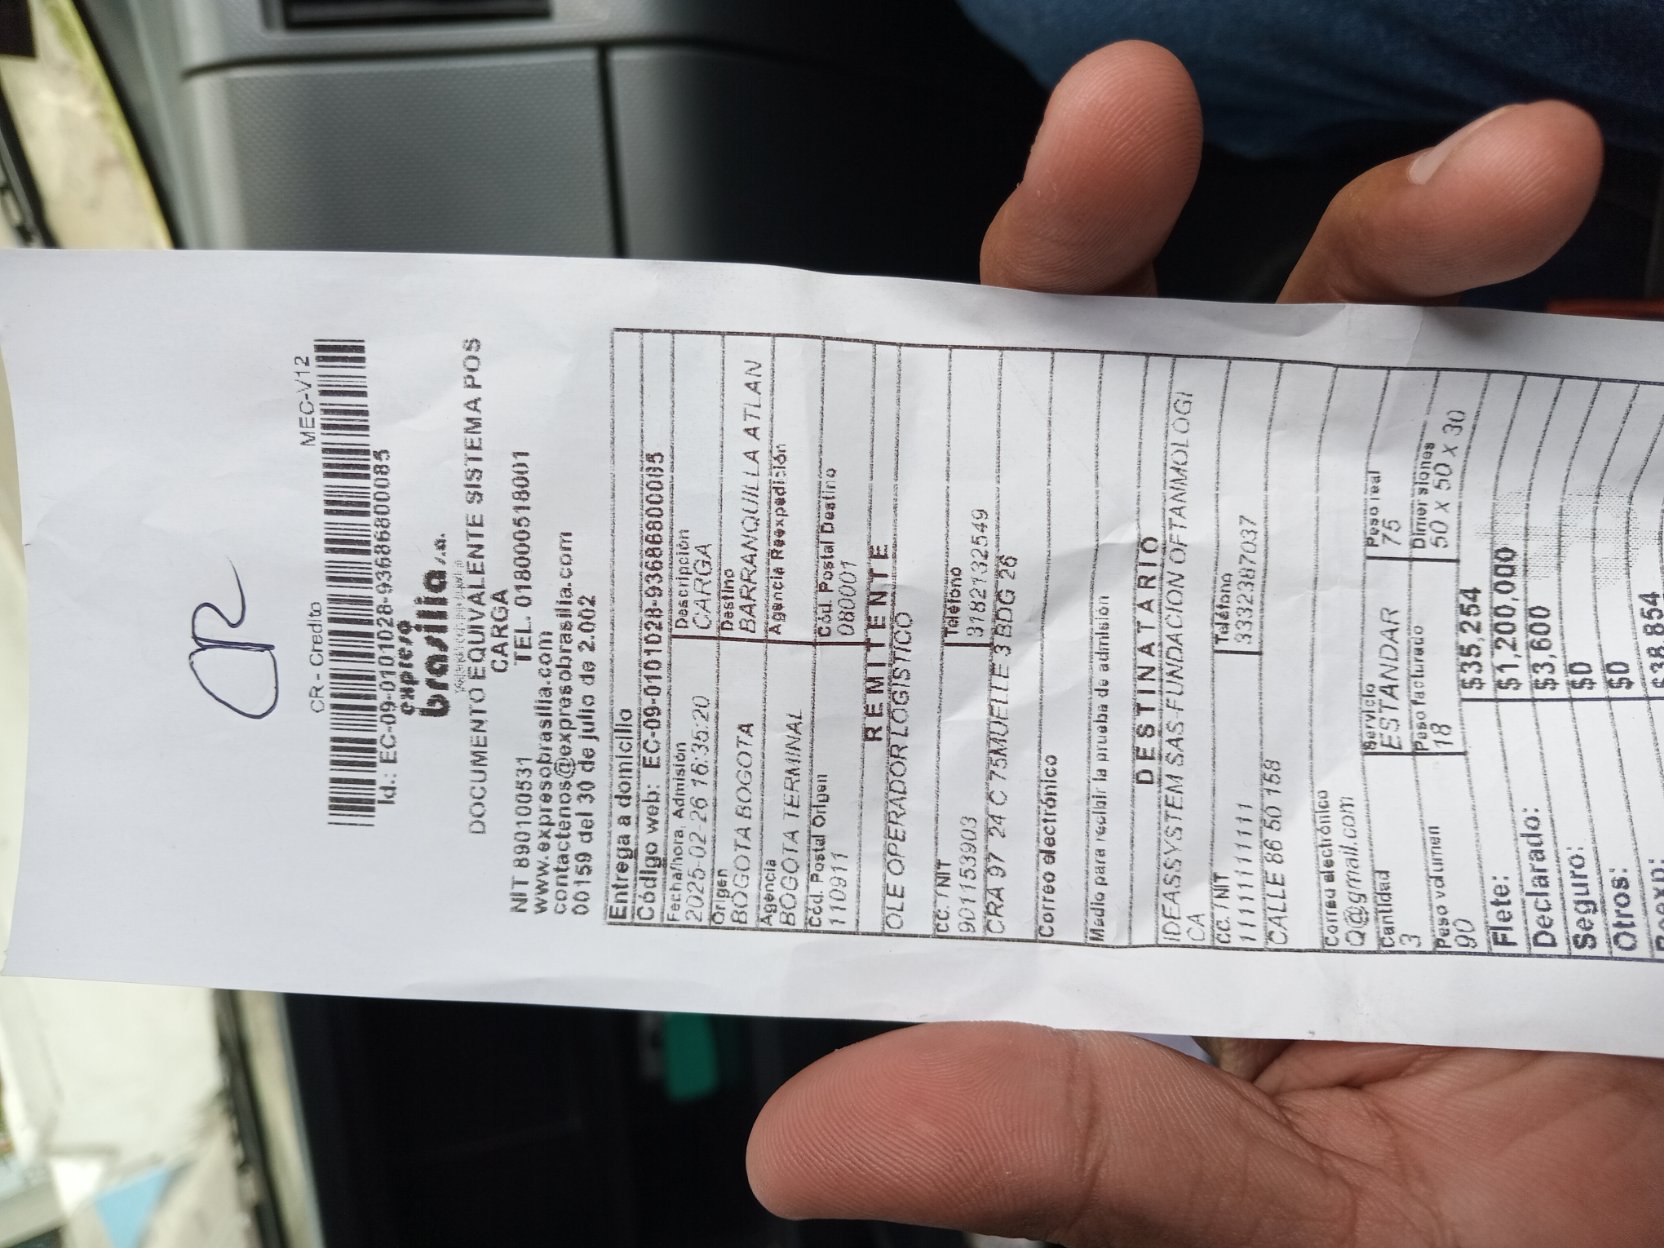 CR
CR - Credito MEC-V12
Id.: EC-09-0101028-93686800085
expreso
brasilia s.a.
DOCUMENTO EQUIVALENTE SISTEMA POS
CARGA
NIT 890100531 TEL. 018000518001
www.expresobrasilia.com
contactenos@expresobrasilia.com
00159 del 30 de julio de 2.002
Entrega a domicilio
Código web: EC-09-0101028-93686800085
Fecha/hora. Admisión Descripción
2025-02-26 16:35:20 CARGA
Origen Destino
BOGOTA BOGOTA BARRANQUILLA ATLAN
Agencia Agencia Reexpedición
BOGOTA TERMINAL
Cód. Postal Origen Cód. Postal Destino
110911 080001
REMITENTE
OLE OPERADOR LOGISTICO
CC. / NIT Teléfono
901153903 3182132549
CRA 97 24 C 75MUELLE 3 BDG 26
Correo electrónico
Medio para recibir la prueba de admisión
DESTINATARIO
IDEASSYSTEM SAS-FUNDACION OFTANMOLOGI
CA
CC. / NIT Teléfono
11111111111 3332387037
CALLE 86 50 158
Correo electrónico
Q@gmail.com
Cantidad Servicio Peso real
3 ESTANDAR 75
Peso volumen Peso facturado Dimensiones
90 18 50 X 50 X 30
Flete: $35,254
Declarado: $1,200,000
Seguro: $3,600
Otros: $0
Reexp: $0
$38,854